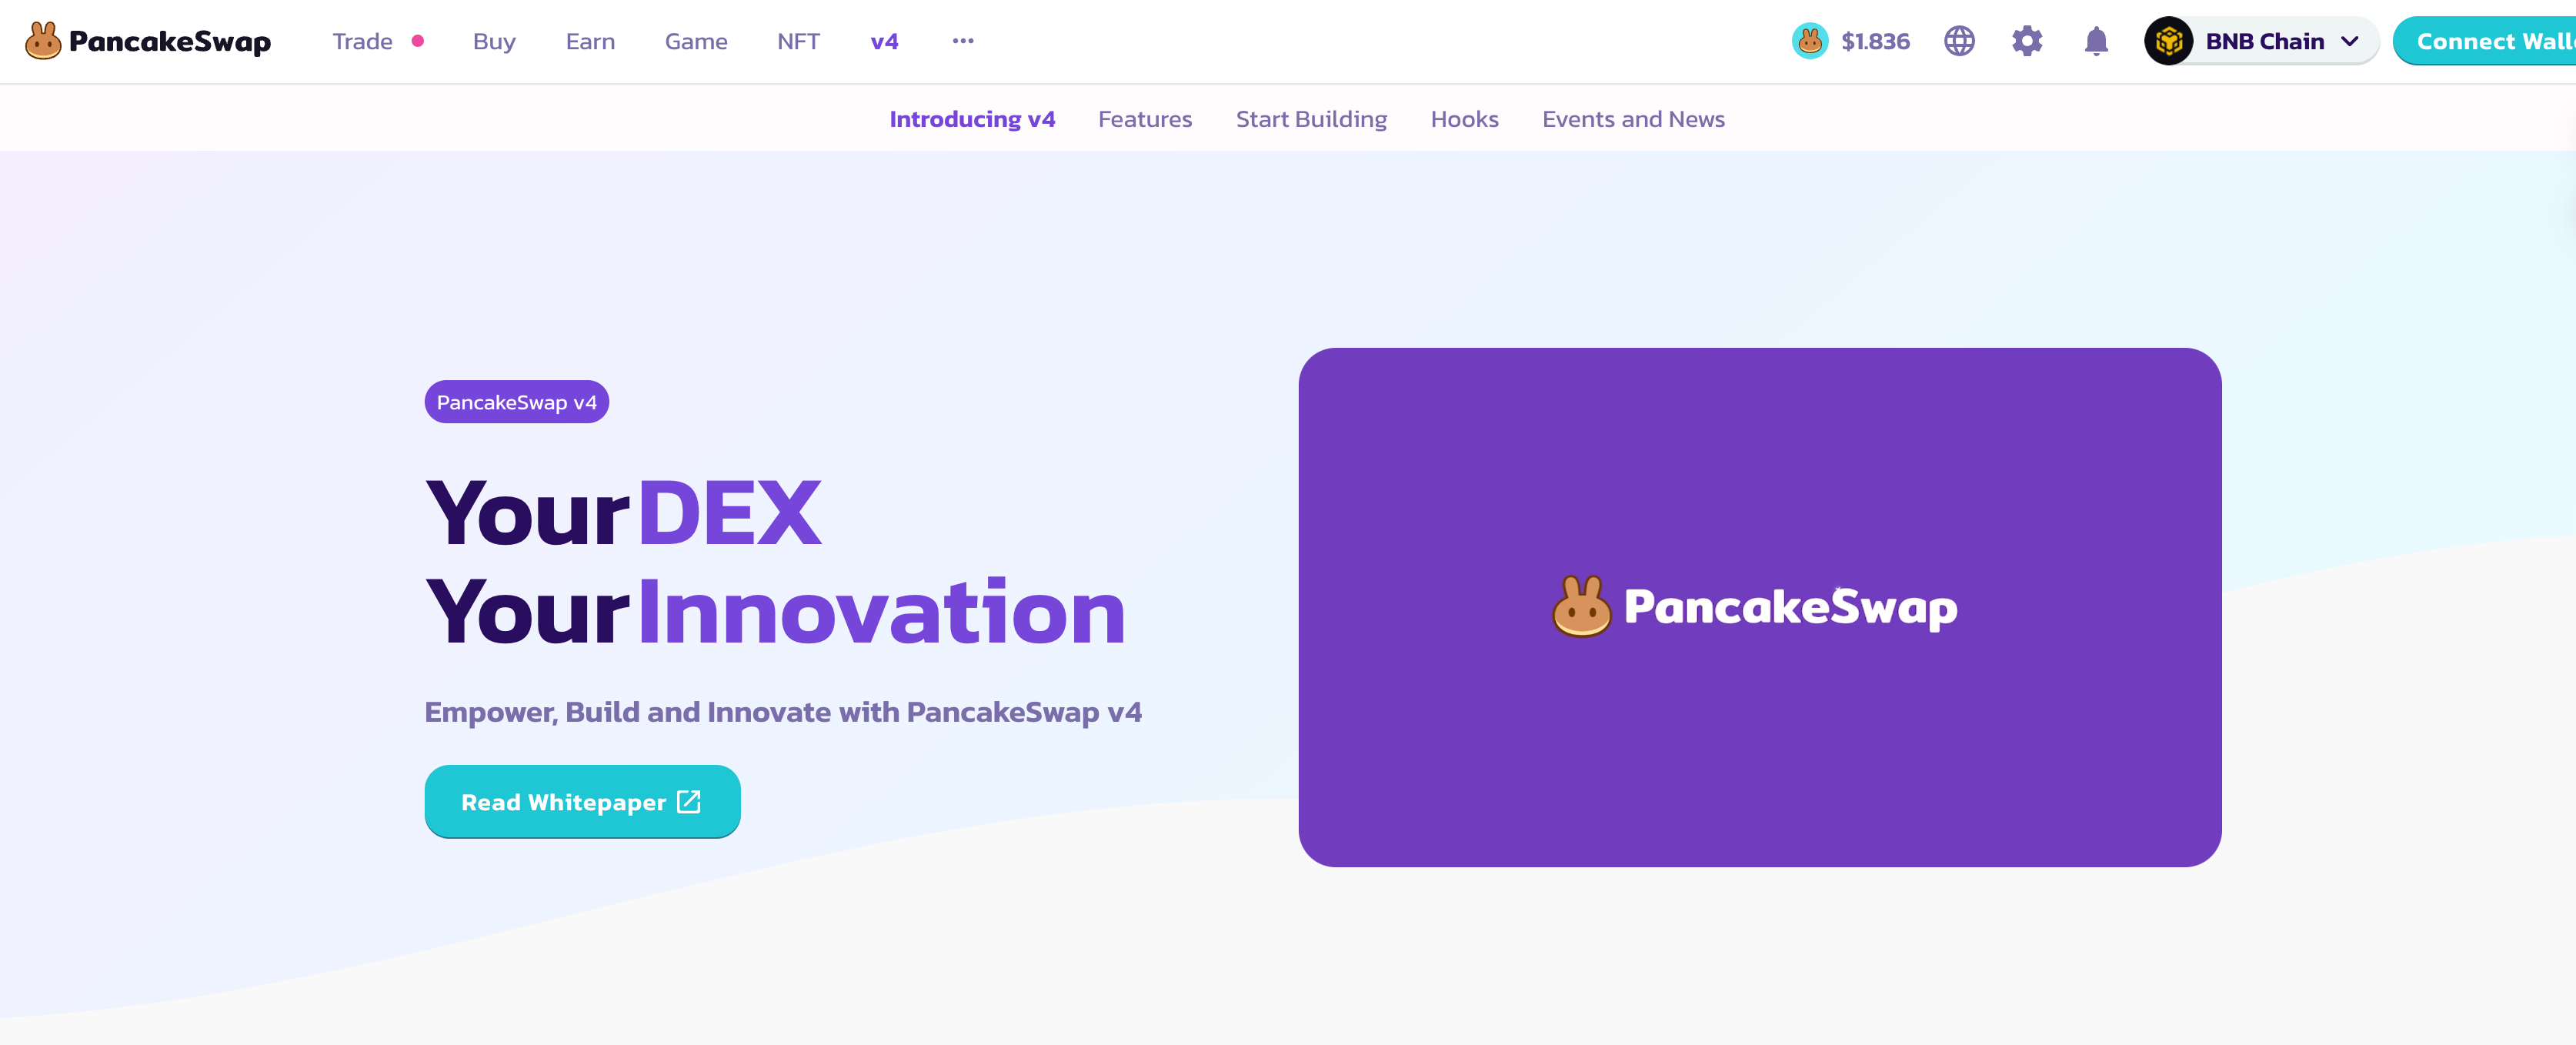 PancakeSwap
Trade Buy Earn Game NFT v4 ...
$1.836 BNB Chain Connect
Introducing v4 Features Start Building Hooks Events and News
PancakeSwap v4
Your DEX
Your Innovation
Empower, Build and Innovate with PancakeSwap v4
Read Whitepaper
PancakeSwap